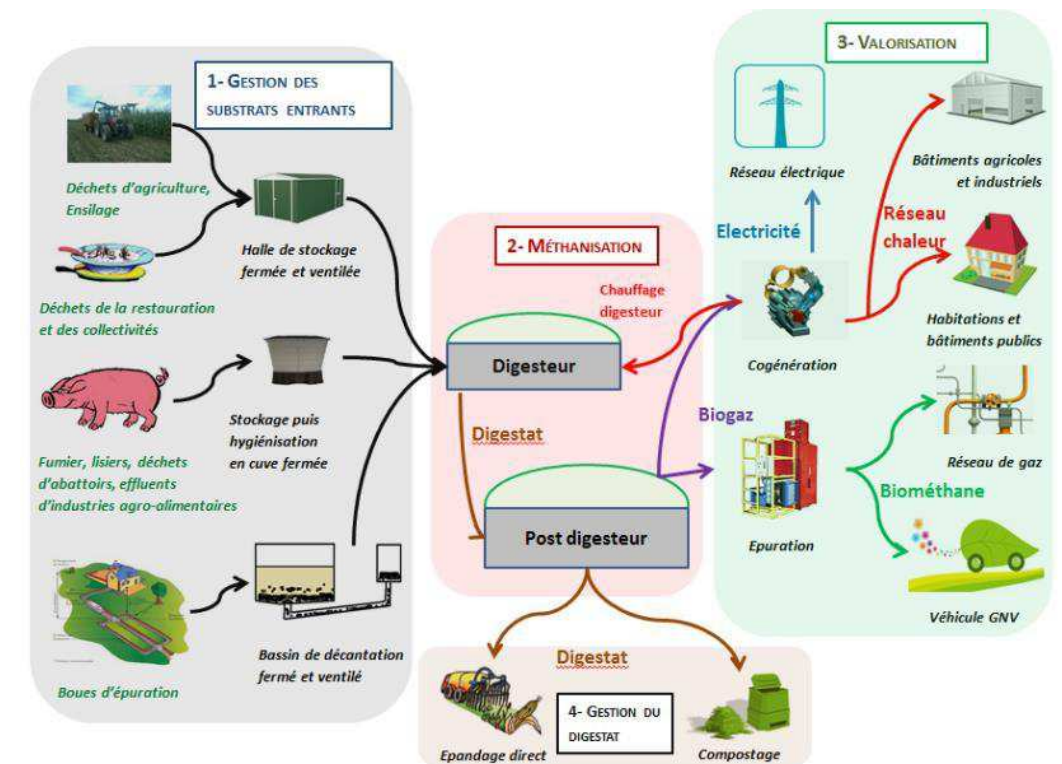 1- GESTION DES
SUBSTRATS ENTRANTS
Déchets d'agriculture,
Ensilage
Halle de stockage
fermée et ventilée
Déchets de la restauration
et des collectivités
Stockage puis
hygiénisation
en cuve fermée
Fumier, lisiers, déchets
d'abattoirs, effluents
d'industries agro-alimentaires
Bassin de décantation
fermé et ventilé
Boues d'épuration
2- MÉTHANISATION
Chauffage
digesteur
Digesteur
Digestat
Post digesteur
Biogaz
3- VALORISATION
Réseau électrique
Electricité
Cogénération
Réseau
chaleur
Bâtiments agricoles
et industriels
Habitations et
bâtiments publics
Epuration
Biométhane
Réseau de gaz
Véhicule GNV
Digestat
4- GESTION DU
DIGESTAT
Epandage direct
Compostage